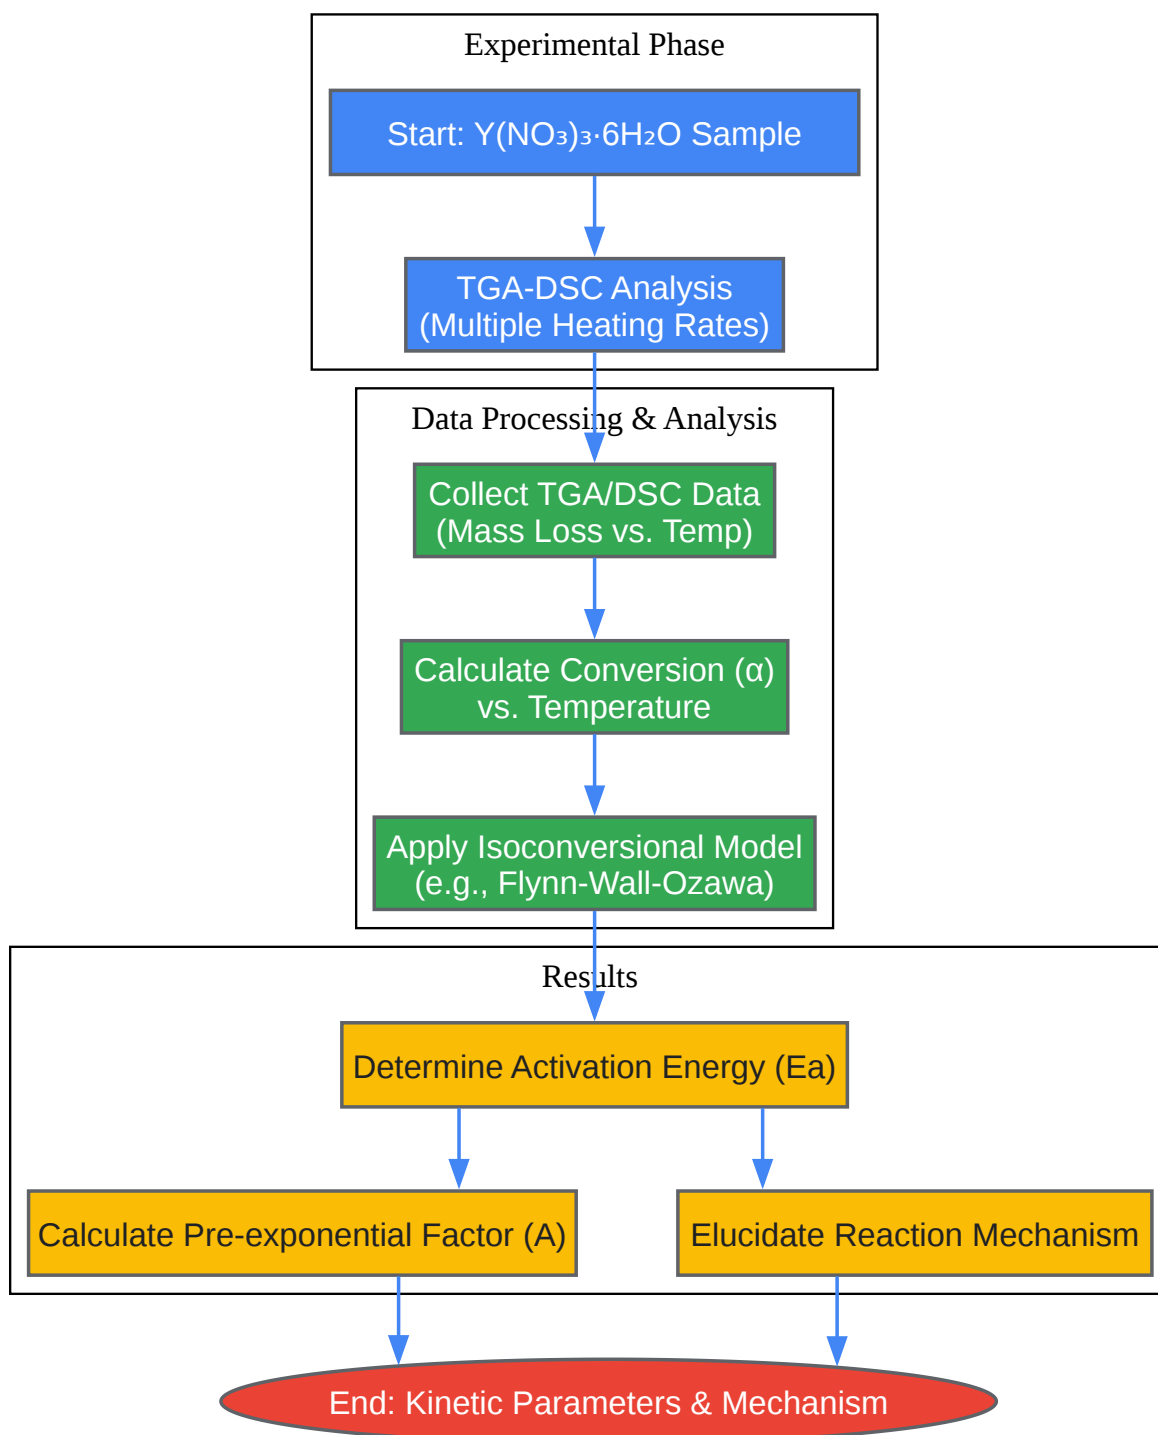 Experimental Phase
Start: Y(NO₃)₃·6H₂O Sample
TGA-DSC Analysis
(Multiple Heating Rates)
Data Processing & Analysis
Collect TGA/DSC Data
(Mass Loss vs. Temp)
Calculate Conversion (α)
vs. Temperature
Apply Isoconversional Model
(e.g., Flynn-Wall-Ozawa)
Results
Determine Activation Energy (Ea)
Calculate Pre-exponential Factor (A)
Elucidate Reaction Mechanism
End: Kinetic Parameters & Mechanism